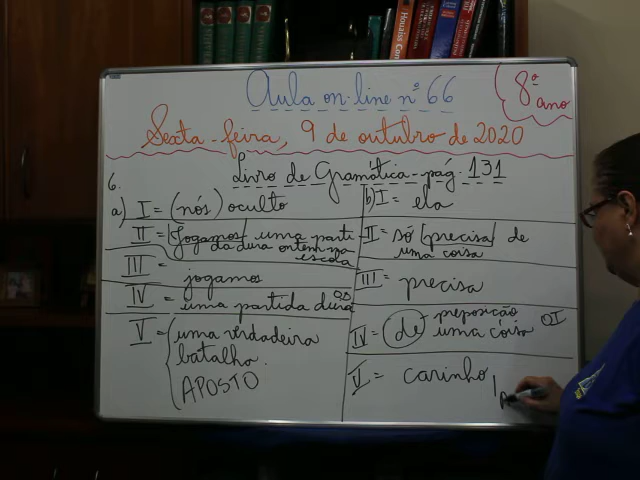 Aula on-line nº 66
8º ano
Sexta-feira, 9 de outubro de 2020
Livro de Gramática - pág. 131
6.
a) I = (nós) oculto
II = [Jogamos] uma parti
da dura ontem na
escola
III = jogamos
IV = uma partida dura OD
V = uma verdadeira
batalha.
APOSTO
b) I = ela
II = só [precisa] de
uma coisa
III = precisa
IV = de preposição
uma coisa OI
V = carinho
Houaiss